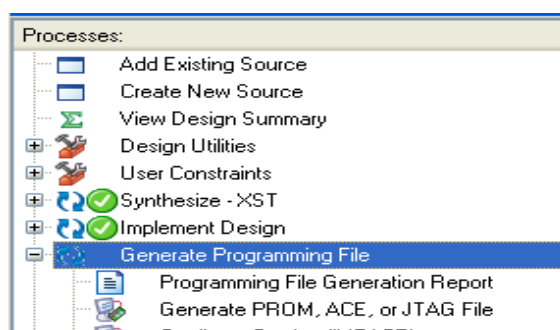 Processes:
Add Existing Source
Create New Source
View Design Summary
Design Utilities
User Constraints
Synthesize - XST
Implement Design
Generate Programming File
Programming File Generation Report
Generate PROM, ACE, or JTAG File